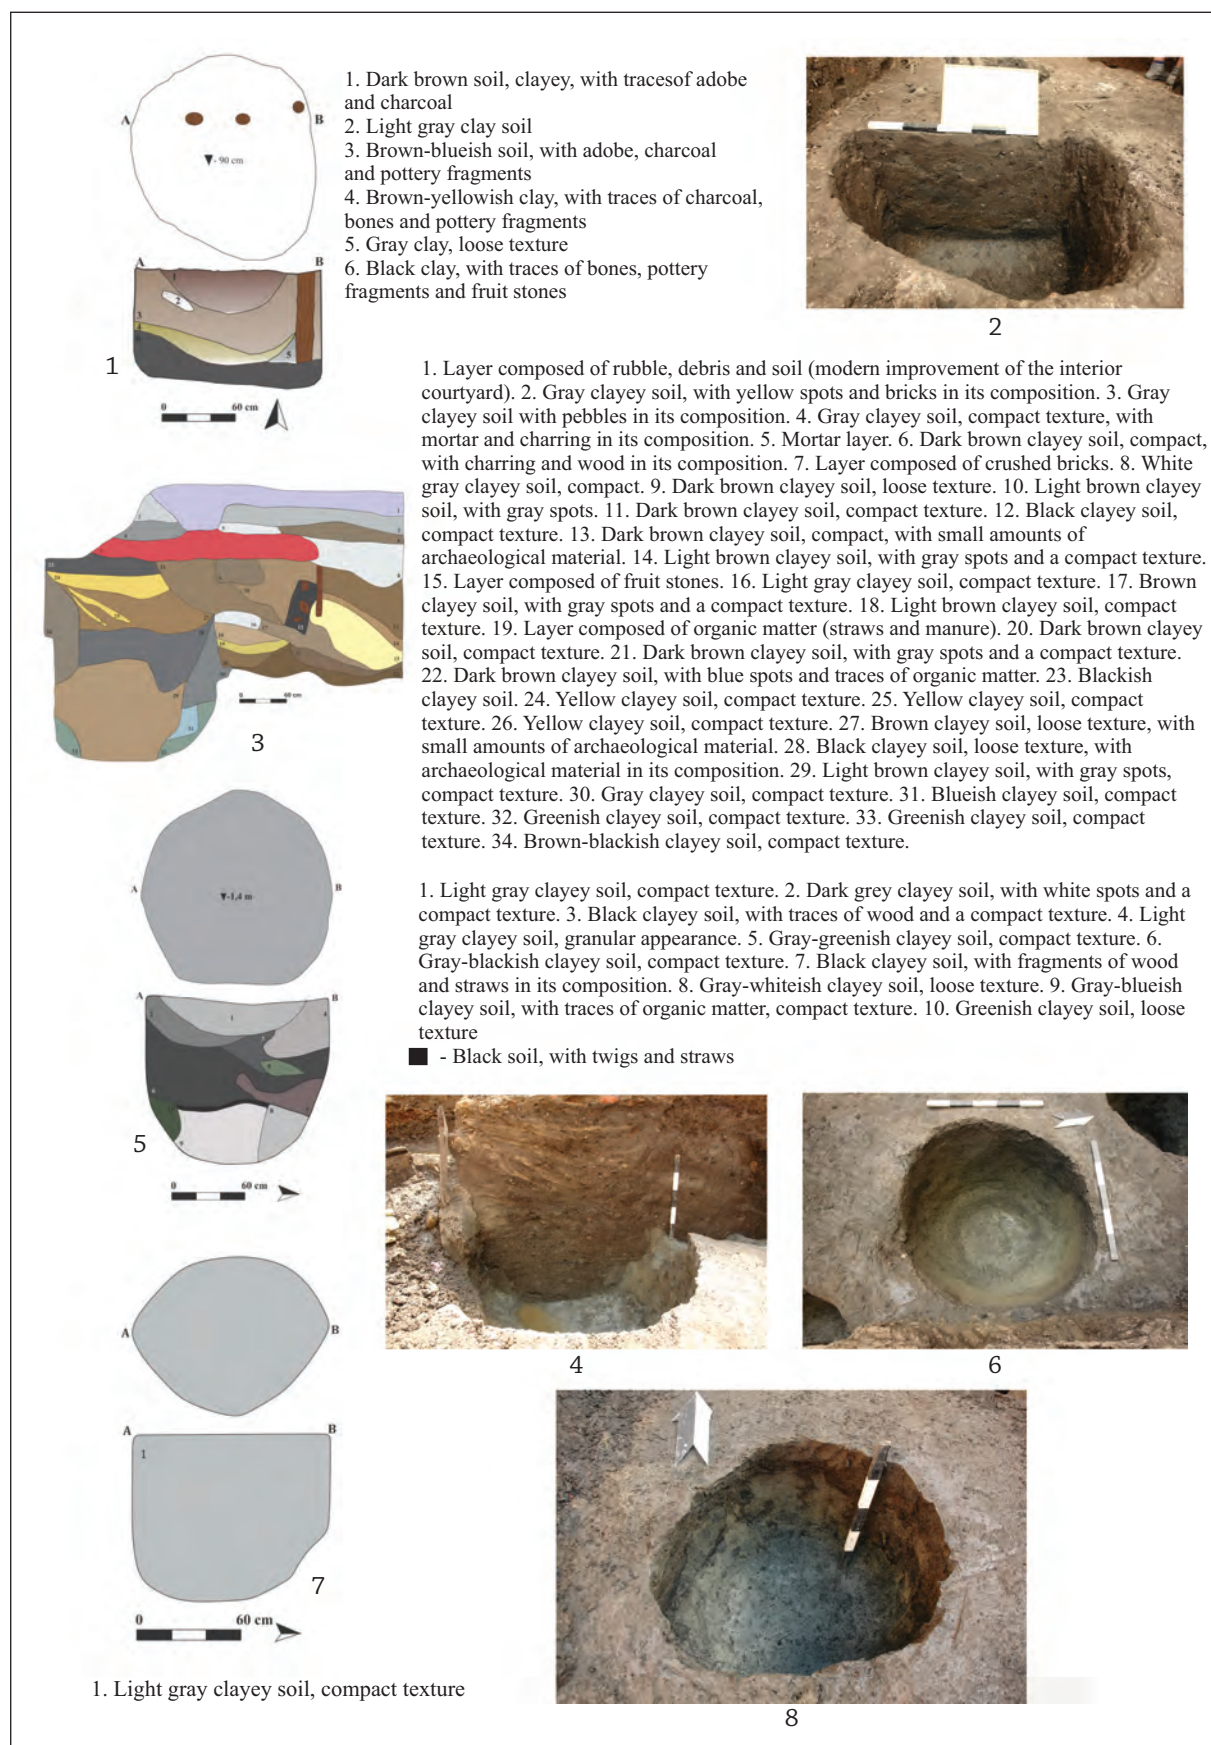 1. Dark brown soil, clayey, with tracesof adobe
and charcoal
2. Light gray clay soil
3. Brown-blueish soil, with adobe, charcoal
and pottery fragments
4. Brown-yellowish clay, with traces of charcoal,
bones and pottery fragments
5. Gray clay, loose texture
6. Black clay, with traces of bones, pottery
fragments and fruit stones
A
B
- 90 cm
A
B
1
2
3
4
5
1
0 60 cm
2
1. Layer composed of rubble, debris and soil (modern improvement of the interior
courtyard). 2. Gray clayey soil, with yellow spots and bricks in its composition. 3. Gray
clayey soil with pebbles in its composition. 4. Gray clayey soil, compact texture, with
mortar and charring in its composition. 5. Mortar layer. 6. Dark brown clayey soil, compact,
with charring and wood in its composition. 7. Layer composed of crushed bricks. 8. White
gray clayey soil, compact. 9. Dark brown clayey soil, loose texture. 10. Light brown clayey
soil, with gray spots. 11. Dark brown clayey soil, compact texture. 12. Black clayey soil,
compact texture. 13. Dark brown clayey soil, compact, with small amounts of
archaeological material. 14. Light brown clayey soil, with gray spots and a compact texture.
15. Layer composed of fruit stones. 16. Light gray clayey soil, compact texture. 17. Brown
clayey soil, with gray spots and a compact texture. 18. Light brown clayey soil, compact
texture. 19. Layer composed of organic matter (straws and manure). 20. Dark brown clayey
soil, compact texture. 21. Dark brown clayey soil, with gray spots and a compact texture.
22. Dark brown clayey soil, with blue spots and traces of organic matter. 23. Blackish
clayey soil. 24. Yellow clayey soil, compact texture. 25. Yellow clayey soil, compact
texture. 26. Yellow clayey soil, compact texture. 27. Brown clayey soil, loose texture, with
small amounts of archaeological material. 28. Black clayey soil, loose texture, with
archaeological material in its composition. 29. Light brown clayey soil, with gray spots,
compact texture. 30. Gray clayey soil, compact texture. 31. Blueish clayey soil, compact
texture. 32. Greenish clayey soil, compact texture. 33. Greenish clayey soil, compact
texture. 34. Brown-blackish clayey soil, compact texture.
0 60 cm
3
1. Light gray clayey soil, compact texture. 2. Dark grey clayey soil, with white spots and a
compact texture. 3. Black clayey soil, with traces of wood and a compact texture. 4. Light
gray clayey soil, granular appearance. 5. Gray-greenish clayey soil, compact texture. 6.
Gray-blackish clayey soil, compact texture. 7. Black clayey soil, with fragments of wood
and straws in its composition. 8. Gray-whiteish clayey soil, loose texture. 9. Gray-blueish
clayey soil, with traces of organic matter, compact texture. 10. Greenish clayey soil, loose
texture
- Black soil, with twigs and straws
A
B
-1,4 m
A
B
1
4
5
0 60 cm
4
6
A
B
A
B
1
7
0 60 cm
1. Light gray clayey soil, compact texture
8